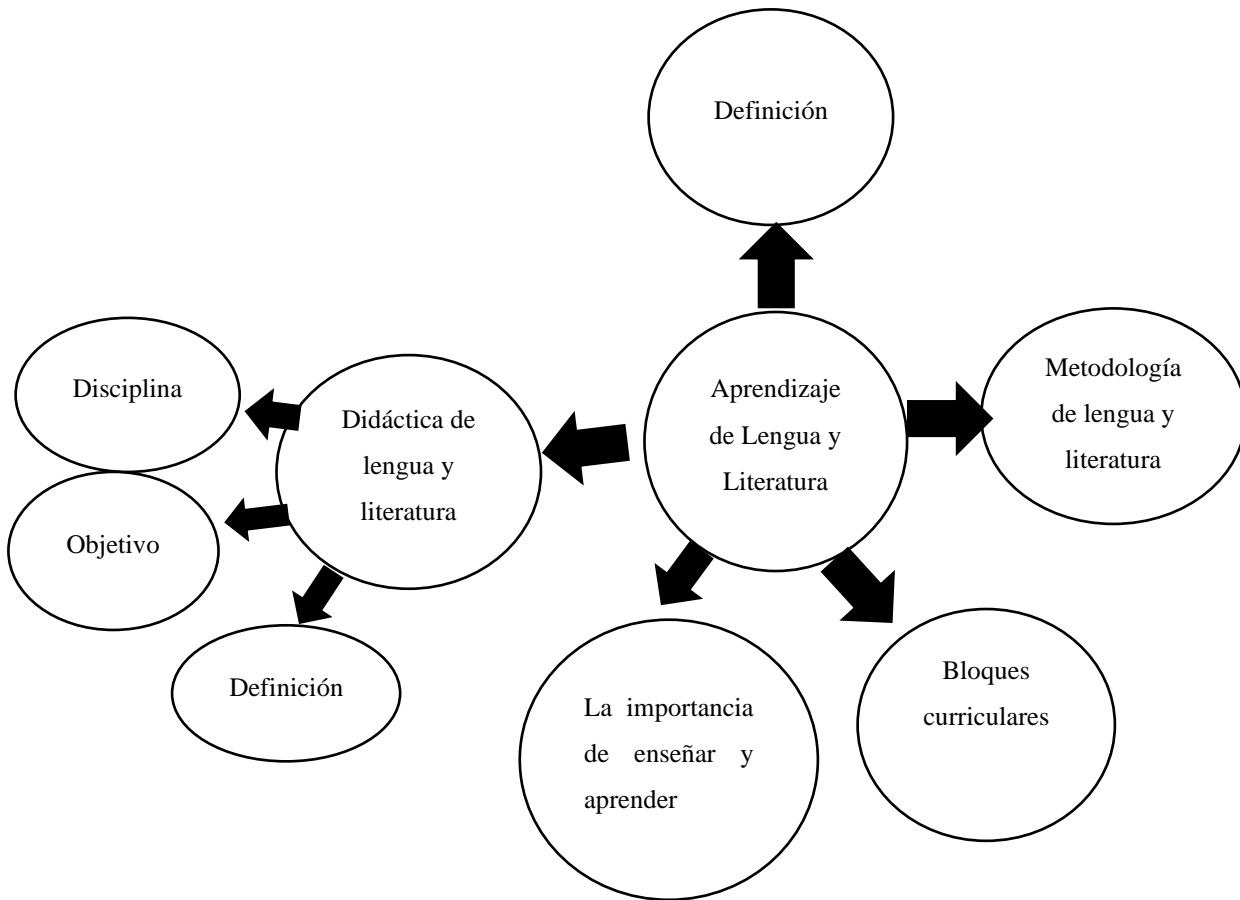 Definición
Disciplina
Didáctica de
lengua y
literatura
Aprendizaje
de Lengua y
Literatura
Metodología
de lengua y
literatura
Objetivo
Definición
La importancia
de enseñar y
aprender
Bloques
curriculares